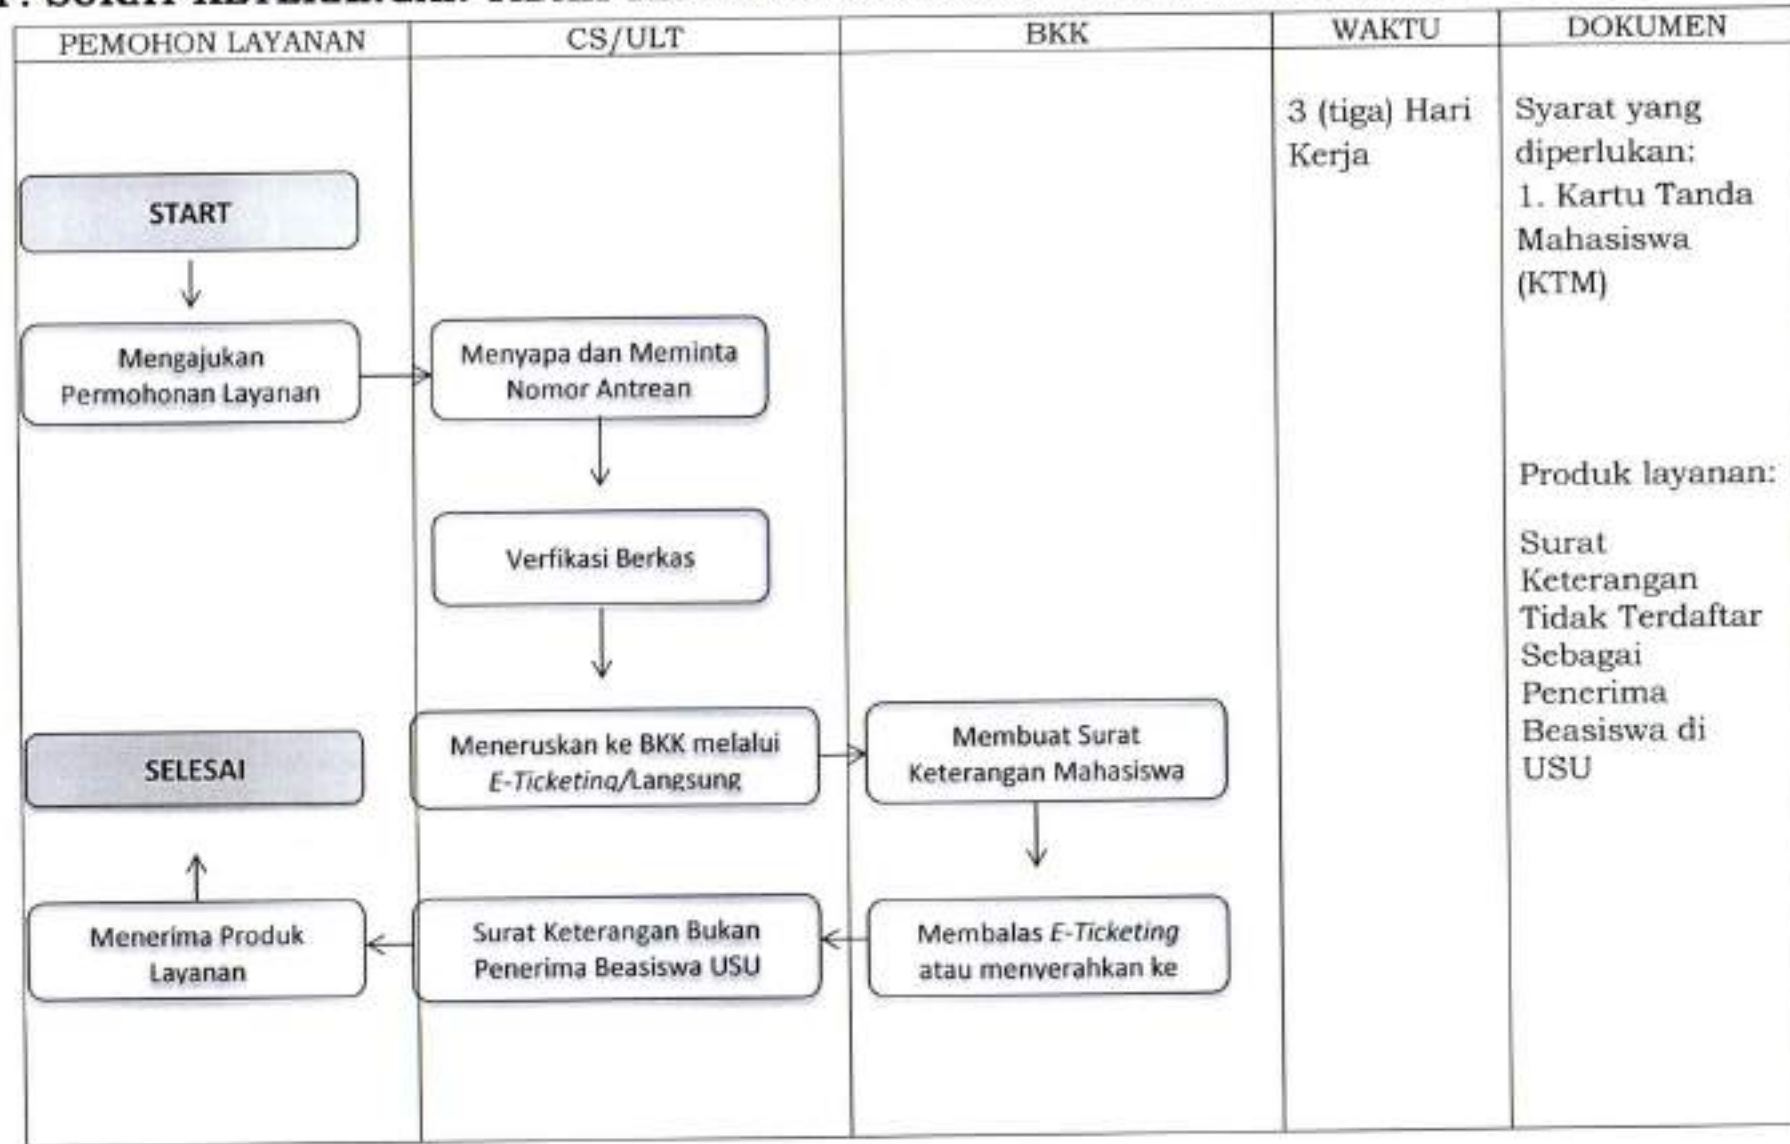 SURAT KETERANGAN TIDAK
PEMOHON LAYANAN
CS/ULT
BKK
WAKTU
DOKUMEN
START
Mengajukan
Permohonan Layanan
Menyapa dan Meminta
Nomor Antrean
Verfikasi Berkas
Meneruskan ke BKK melalui
E-Ticketing/Langsung
Membuat Surat
Keterangan Mahasiswa
Membalas E-Ticketing
atau menyerahkan ke
Surat Keterangan Bukan
Penerima Beasiswa USU
Menerima Produk
Layanan
SELESAI
3 (tiga) Hari
Kerja
Syarat yang
diperlukan:
1. Kartu Tanda
Mahasiswa
(KTM)
Produk layanan:
Surat
Keterangan
Tidak Terdaftar
Sebagai
Penerima
Beasiswa di
USU